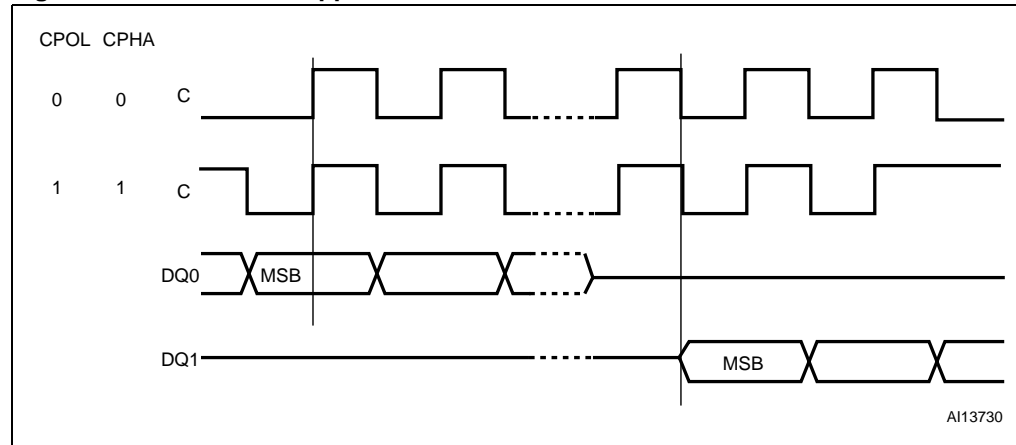 CPOL CPHA
0 0 C
1 1 C
DQ0 MSB
DQ1 MSB
AI13730